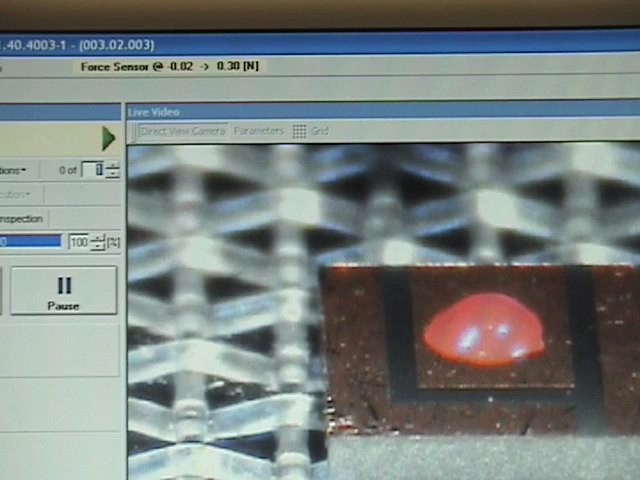 .40.4003-1 - (003.02.003)
Force Sensor @ -0.02 -> 0.30 [N]
Live Video
Direct View Camera Parameters Grid
0 of
nspection
100 [%]
Pause